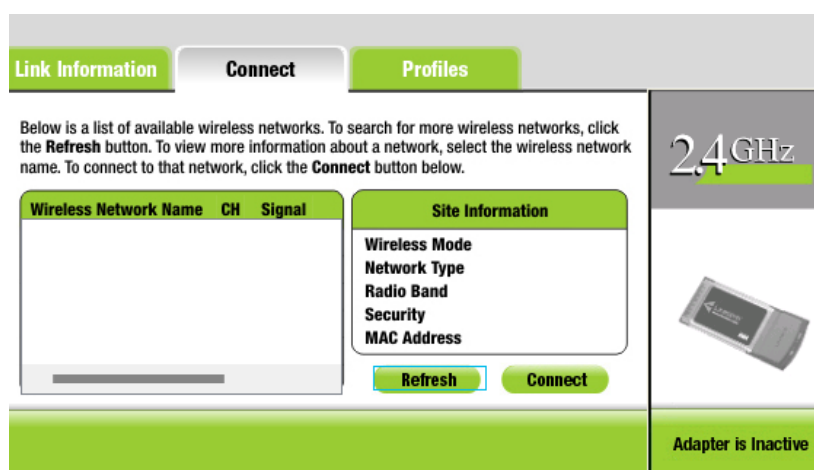 Link Information
Connect
Profiles
Below is a list of available wireless networks. To search for more wireless networks, click
the Refresh button. To view more information about a network, select the wireless network
name. To connect to that network, click the Connect button below.
2.4GHz
Wireless Network Name CH Signal
Site Information
Wireless Mode
Network Type
Radio Band
Security
MAC Address
Refresh
Connect
LINKSYS
Adapter is Inactive